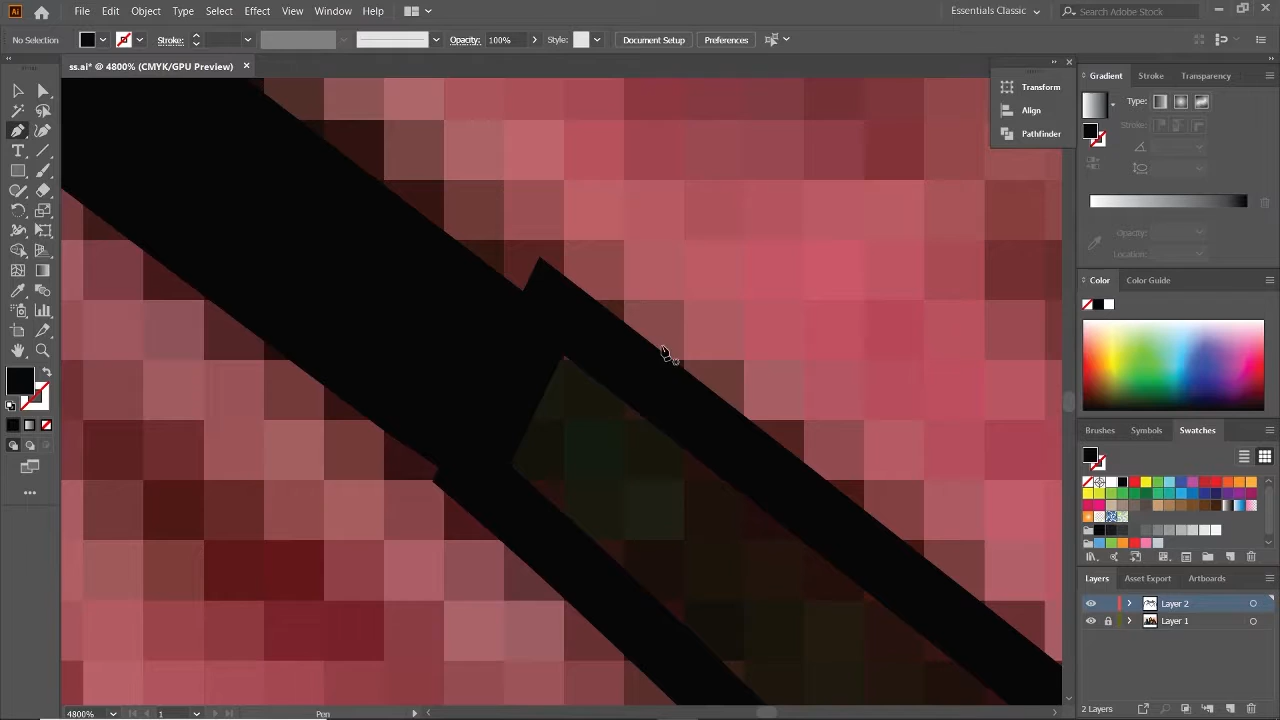 Ai File Edit Object Type Select Effect View Window Help Essentials Classic Search Adobe Stock
No Selection Stroke: Opacity: 100% Style: Document Setup Preferences
ss.ai* @ 4800% (CMYK/GPU Preview)
Transform
Align
Pathfinder
Gradient Stroke Transparency
Type:
Stroke:
Opacity:
Location:
Color Color Guide
Brushes Symbols Swatches
Layers Asset Export Artboards
Layer 2
Layer 1
2 Layers
4800% 1 Pen